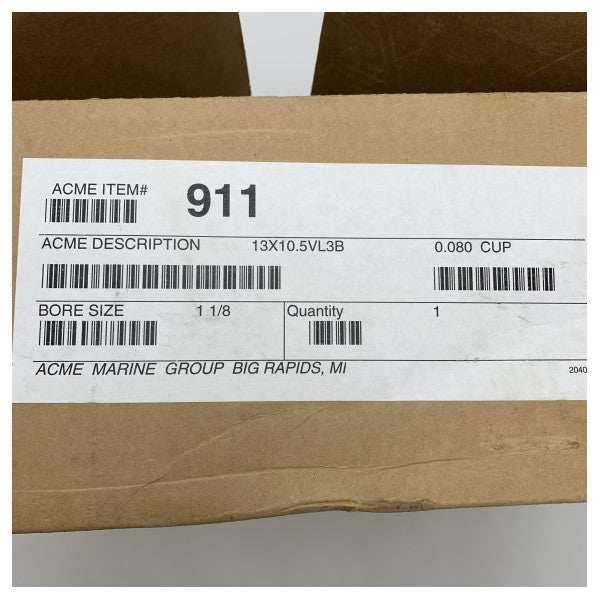 ACME ITEM# 911
ACME DESCRIPTION 13X10.5VL3B 0.080 CUP
BORE SIZE 1 1/8 Quantity 1
ACME MARINE GROUP BIG RAPIDS, MI 2040